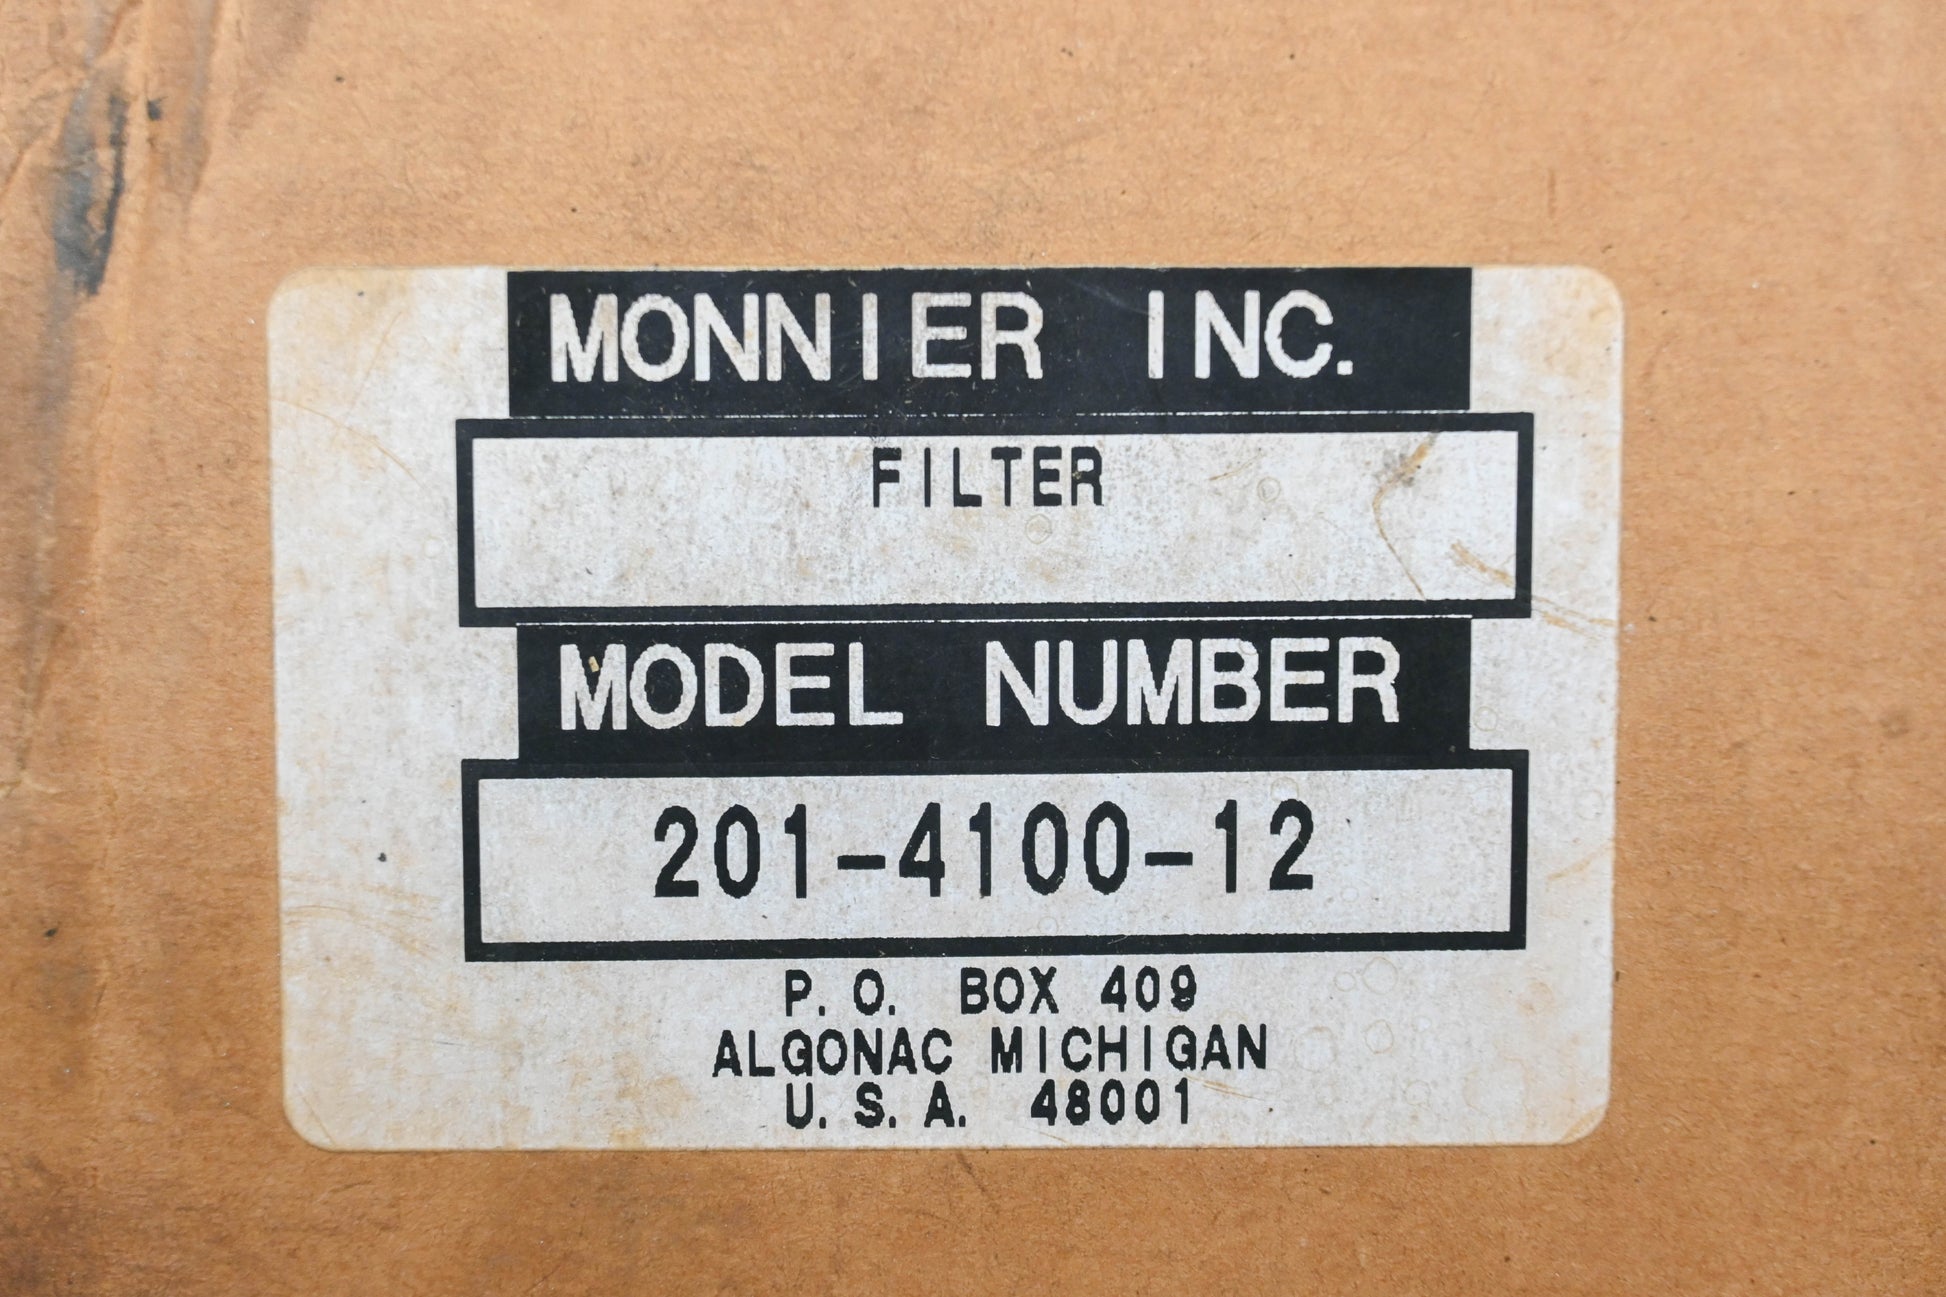 MONNIER INC.
FILTER
MODEL NUMBER
201-4100-12
P.O. BOX 409
ALGONAC MICHIGAN
U.S.A. 48001